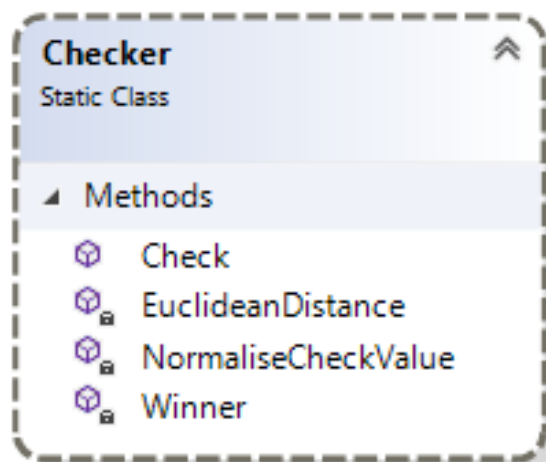 Checker
Static Class
Methods
Check
EuclideanDistance
NormaliseCheckValue
Winner